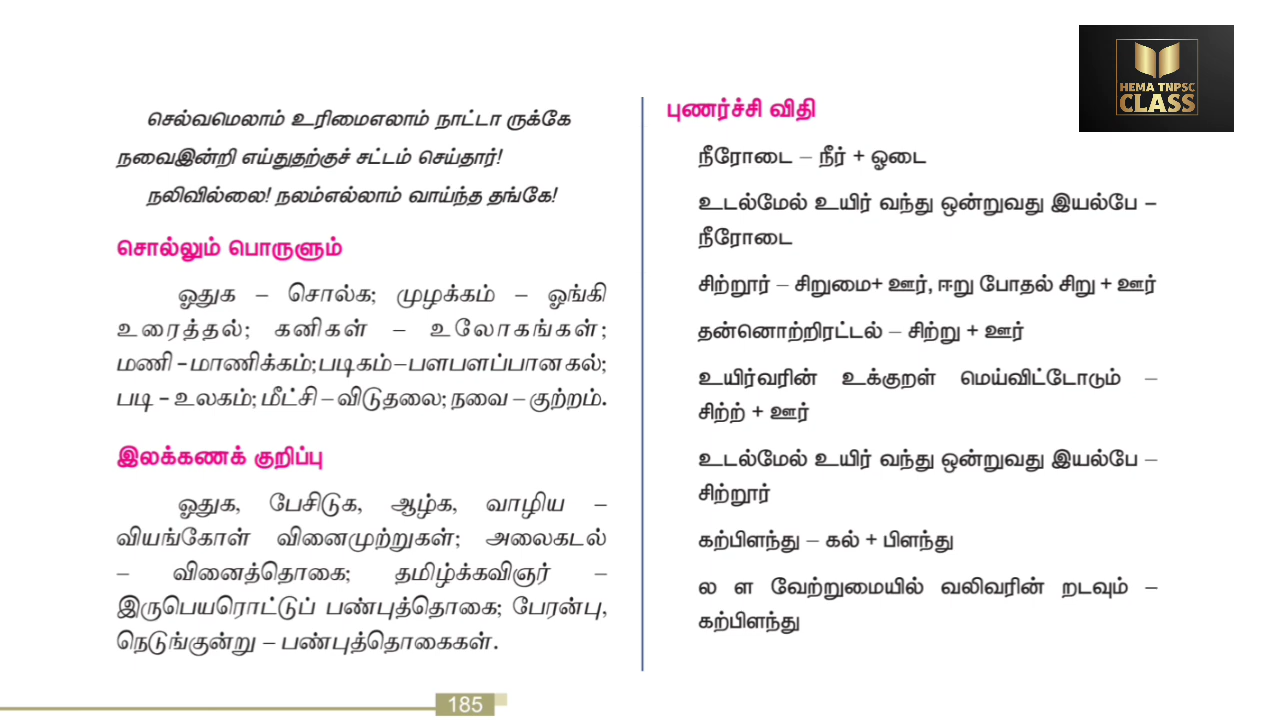 செல்வமெலாம் உரிமைஎலாம் நாட்டா ருக்கே
நவைஇன்றி எய்துதற்குச் சட்டம் செய்தார்!
நலிவில்லை! நலம்எல்லாம் வாய்ந்த தங்கே!
சொல்லும் பொருளும்
ஓதுக – சொல்க; முழக்கம் – ஓங்கி
உரைத்தல்; கனிகள் – உலோகங்கள்;
மணி – மாணிக்கம்; படிகம் – பளபளப்பான கல்;
படி – உலகம்; மீட்சி – விடுதலை; நவை – குற்றம்.
இலக்கணக் குறிப்பு
ஓதுக, பேசிடுக, ஆழ்க, வாழிய –
வியங்கோள் வினைமுற்றுகள்; அலைகடல்
– வினைத்தொகை; தமிழ்க்கவிஞர் –
இருபெயரொட்டுப் பண்புத்தொகை; பேரன்பு,
நெடுங்குன்று – பண்புத்தொகைகள்.
185
புணர்ச்சி விதி
நீரோடை – நீர் + ஓடை
உடல்மேல் உயிர் வந்து ஒன்றுவது இயல்பே –
நீரோடை
சிற்றூர் – சிறுமை+ ஊர், ஈறு போதல் சிறு + ஊர்
தன்னொற்றிரட்டல் – சிற்று + ஊர்
உயிர்வரின் உக்குறள் மெய்விட்டோடும் –
சிற்ற் + ஊர்
உடல்மேல் உயிர் வந்து ஒன்றுவது இயல்பே –
சிற்றூர்
கற்பிளந்து – கல் + பிளந்து
ல ள வேற்றுமையில் வலிவரின் றடவும் –
கற்பிளந்து
HEMA TNPSC
CLASS